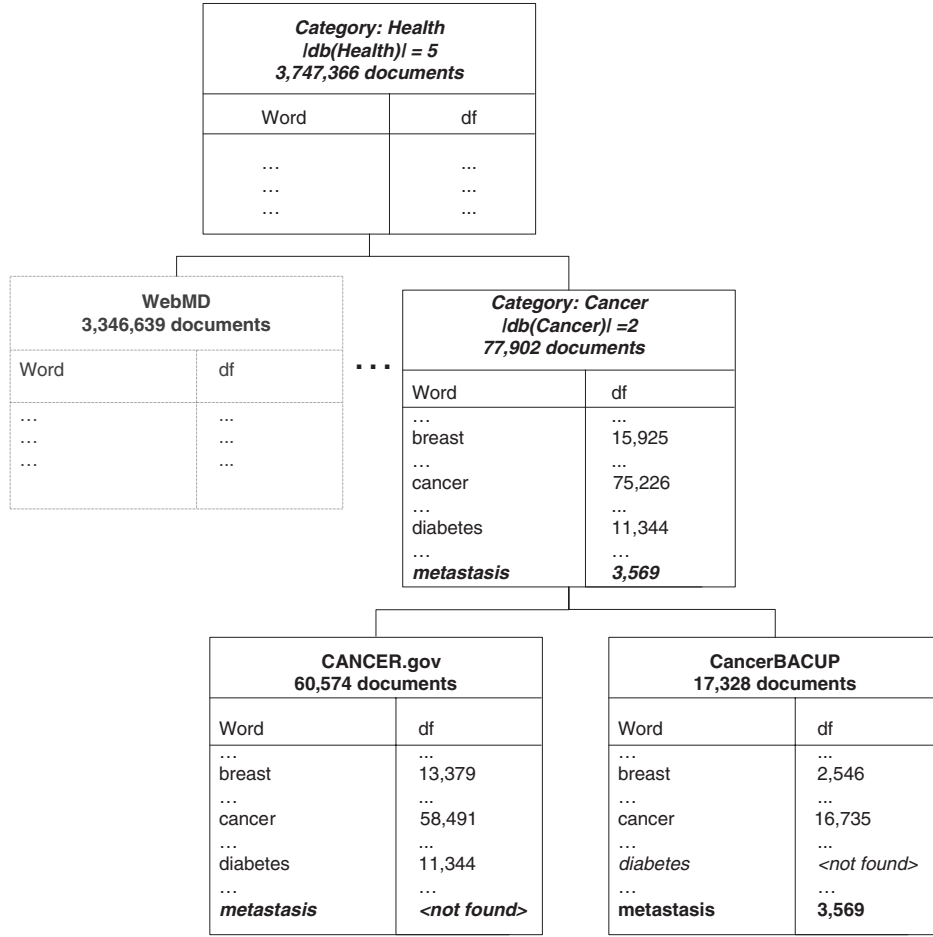 Category: Health
|db(Health)| = 5
3,747,366 documents
Word df
… ...
… ...
… ...
WebMD
3,346,639 documents
Word df
… ...
… ...
… ...
...
Category: Cancer
|db(Cancer)| =2
77,902 documents
Word df
… ...
breast 15,925
… ...
cancer 75,226
… ...
diabetes 11,344
… …
metastasis 3,569
CANCER.gov
60,574 documents
Word df
… ...
breast 13,379
… ...
cancer 58,491
… ...
diabetes 11,344
… …
metastasis <not found>
CancerBACUP
17,328 documents
Word df
… ...
breast 2,546
… ...
cancer 16,735
… ...
diabetes <not found>
… …
metastasis 3,569